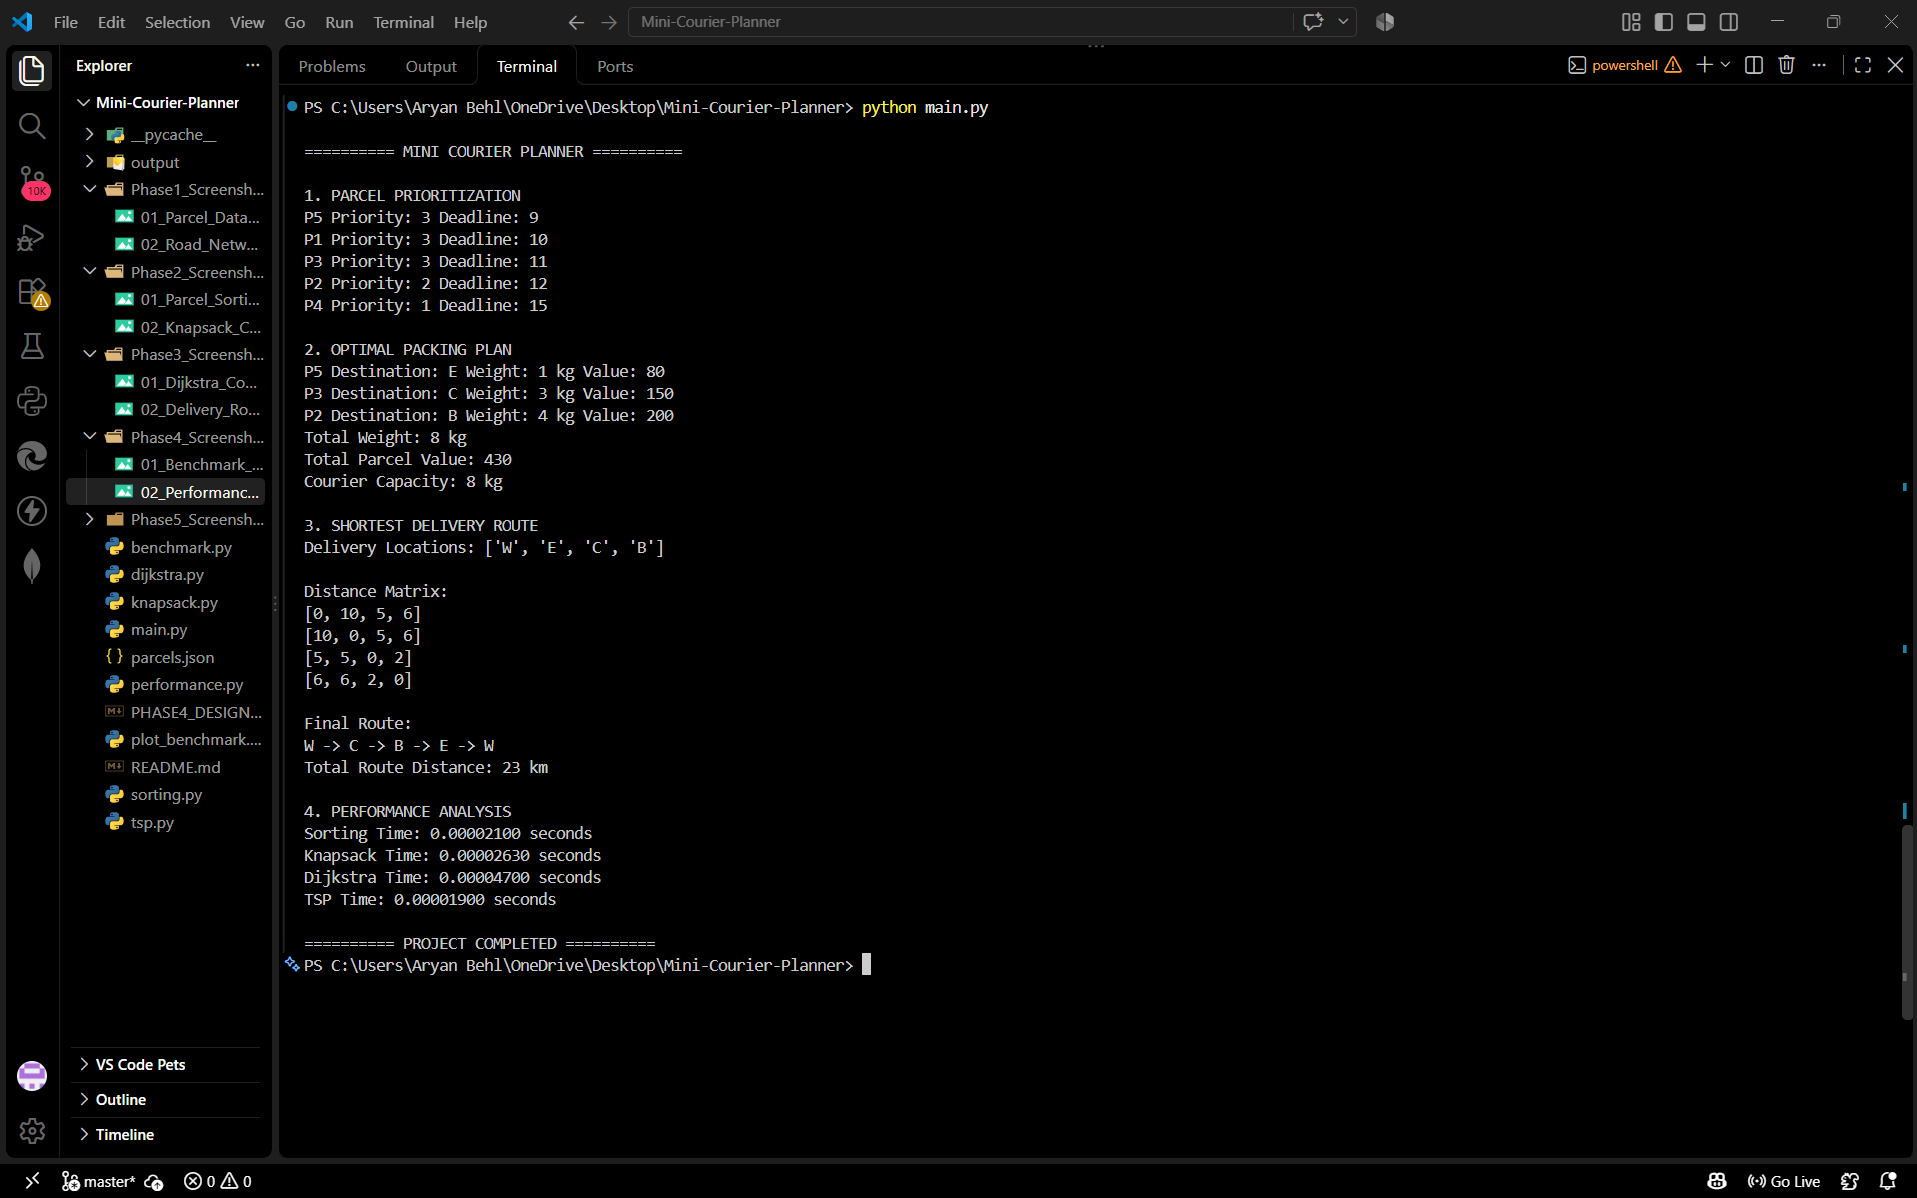 File Edit Selection View Go Run Terminal Help
Mini-Courier-Planner
Explorer
Mini-Courier-Planner
__pycache__
output
Phase1_Screensh...
01_Parcel_Data...
02_Road_Netw...
Phase2_Screensh...
01_Parcel_Sorti...
02_Knapsack_C...
Phase3_Screensh...
01_Dijkstra_Co...
02_Delivery_Ro...
Phase4_Screensh...
01_Benchmark_...
02_Performanc...
Phase5_Screensh...
benchmark.py
dijkstra.py
knapsack.py
main.py
parcels.json
performance.py
PHASE4_DESIGN...
plot_benchmark....
README.md
sorting.py
tsp.py
VS Code Pets
Outline
Timeline
10K
Problems Output Terminal Ports
powershell
PS C:\Users\Aryan Behl\OneDrive\Desktop\Mini-Courier-Planner> python main.py
========== MINI COURIER PLANNER ==========
1. PARCEL PRIORITIZATION
P5 Priority: 3 Deadline: 9
P1 Priority: 3 Deadline: 10
P3 Priority: 3 Deadline: 11
P2 Priority: 2 Deadline: 12
P4 Priority: 1 Deadline: 15
2. OPTIMAL PACKING PLAN
P5 Destination: E Weight: 1 kg Value: 80
P3 Destination: C Weight: 3 kg Value: 150
P2 Destination: B Weight: 4 kg Value: 200
Total Weight: 8 kg
Total Parcel Value: 430
Courier Capacity: 8 kg
3. SHORTEST DELIVERY ROUTE
Delivery Locations: ['W', 'E', 'C', 'B']
Distance Matrix:
[0, 10, 5, 6]
[10, 0, 5, 6]
[5, 5, 0, 2]
[6, 6, 2, 0]
Final Route:
W -> C -> B -> E -> W
Total Route Distance: 23 km
4. PERFORMANCE ANALYSIS
Sorting Time: 0.00002100 seconds
Knapsack Time: 0.00002630 seconds
Dijkstra Time: 0.00004700 seconds
TSP Time: 0.00001900 seconds
========== PROJECT COMPLETED ==========
PS C:\Users\Aryan Behl\OneDrive\Desktop\Mini-Courier-Planner>
master* 0 0 Go Live